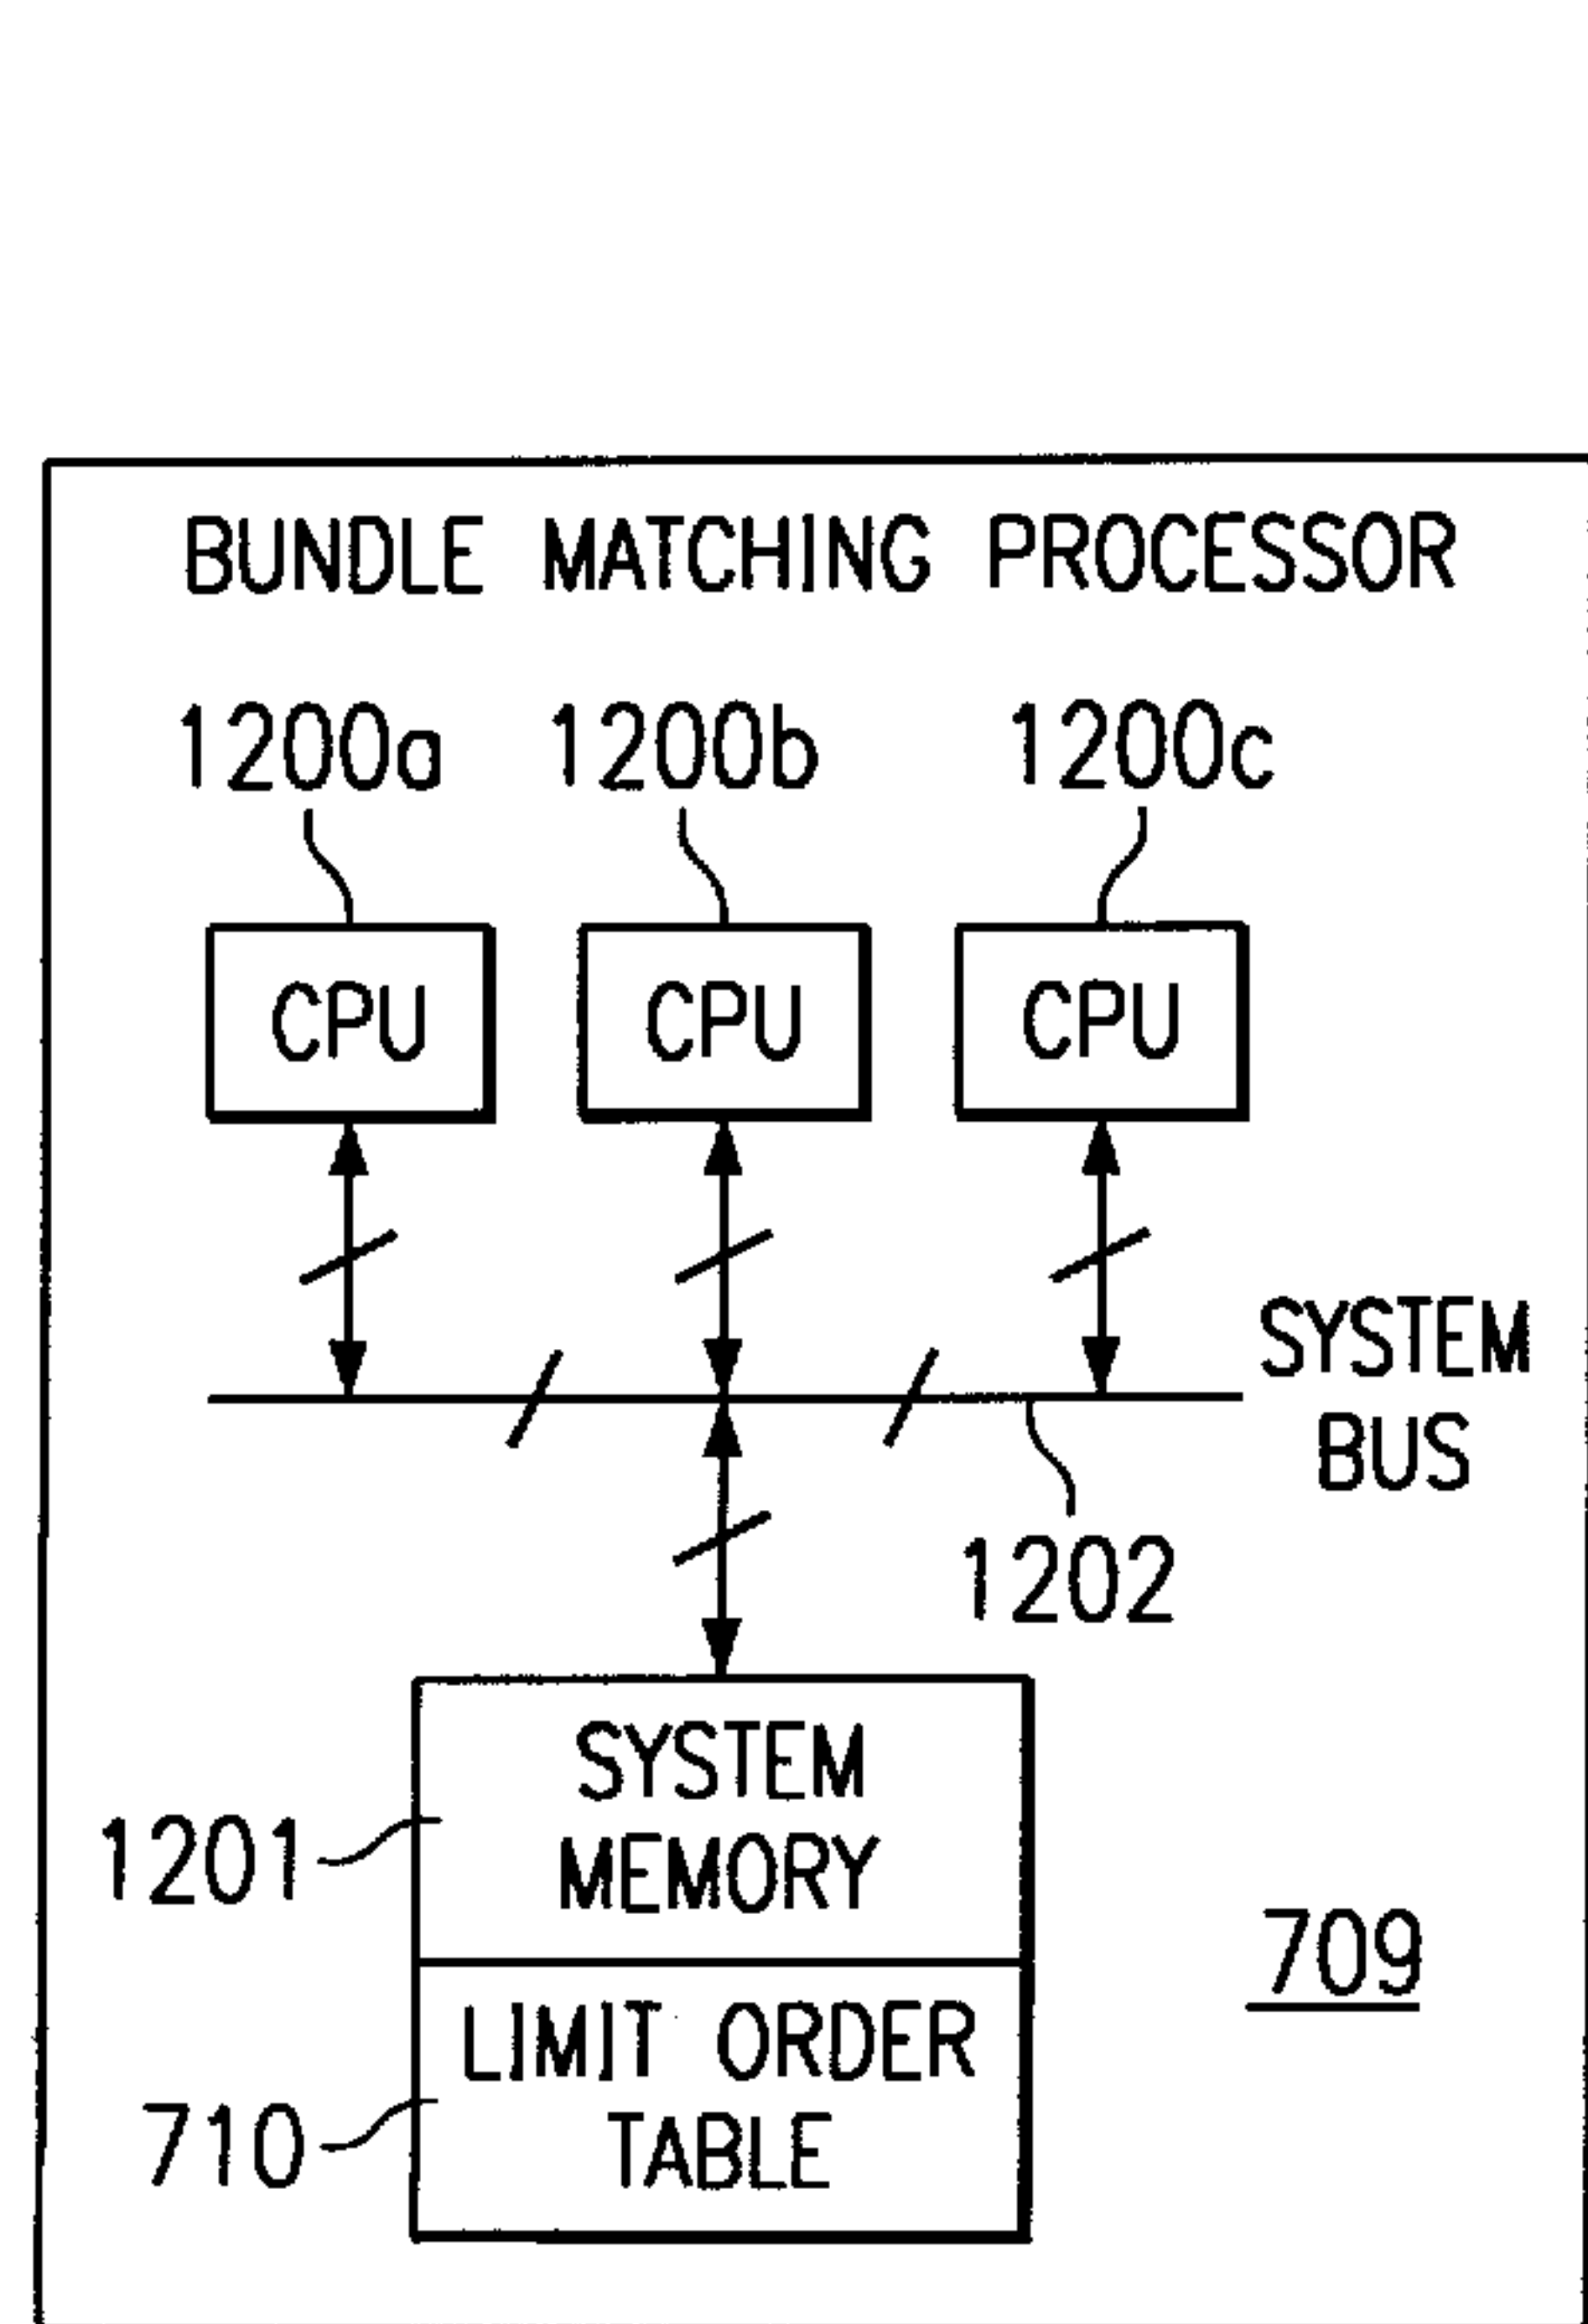 BUNDLE MATCHING PROCESSOR
1200a 1200b 1200c
CPU CPU CPU
SYSTEM
BUS
1202
SYSTEM
MEMORY
1201
709
LIMIT ORDER
TABLE
710